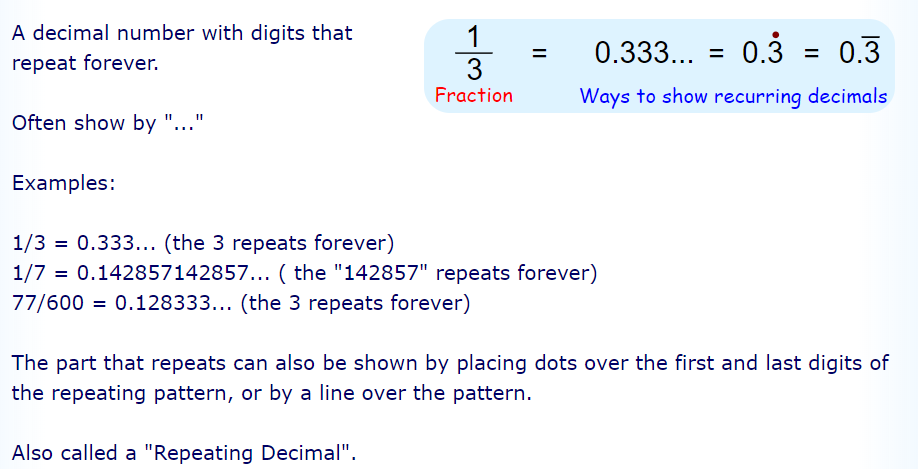 A decimal number with digits that
repeat forever.
Often show by "..."
Examples:
1/3 = 0.333... (the 3 repeats forever)
1/7 = 0.142857142857... ( the "142857" repeats forever)
77/600 = 0.128333... (the 3 repeats forever)
The part that repeats can also be shown by placing dots over the first and last digits of
the repeating pattern, or by a line over the pattern.
Also called a "Repeating Decimal".
1/3 = 0.333... = 0.3̇ = 0.3̅
Fraction Ways to show recurring decimals